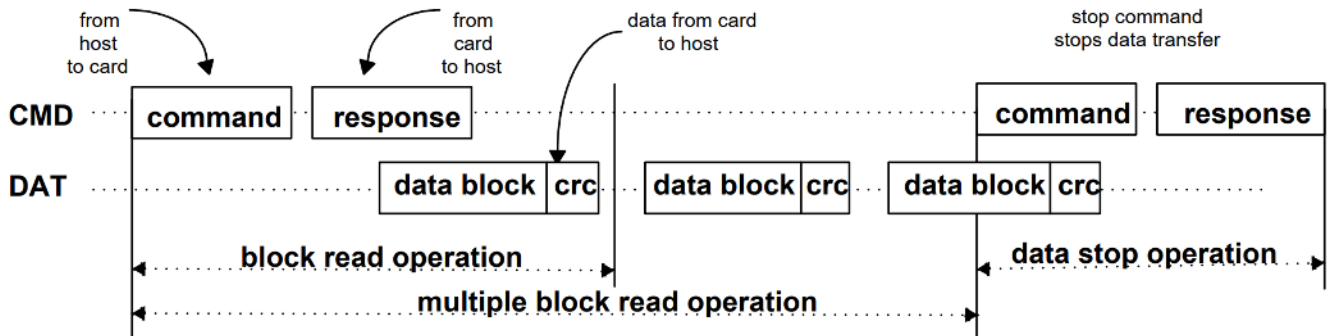 from
host
to card
from
card
to host
data from card
to host
stop command
stops data transfer
CMD
command
response
command
response
DAT
data block
crc
data block
crc
data block
crc
block read operation
data stop operation
multiple block read operation